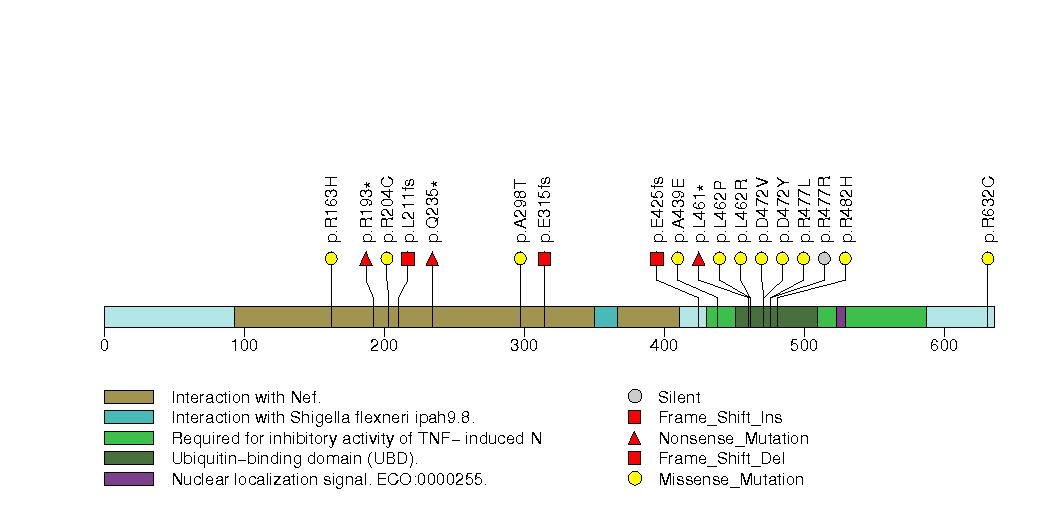 p.R163H
p.R193*
p.R204C
p.L211fs
p.Q235*
p.A298T
p.E315fs
p.E425fs
p.A439E
p.L461*
p.L462P
p.L462R
p.D472V
p.D472Y
p.R477L
p.R477R
p.R482H
p.R632C
0 100 200 300 400 500 600
Interaction with Nef. Silent
Interaction with Shigella flexneri ipah9.8. Frame_Shift_Ins
Required for inhibitory activity of TNF− induced N Nonsense_Mutation
Ubiquitin−binding domain (UBD). Frame_Shift_Del
Nuclear localization signal. ECO:0000255. Missense_Mutation